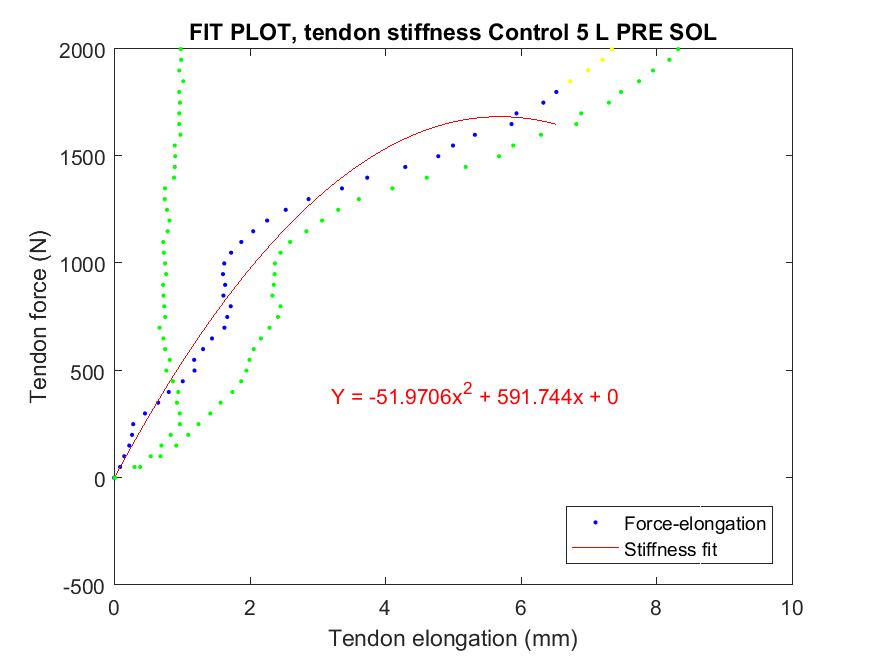 FIT PLOT, tendon stiffness Control 5 L PRE SOL
2000
1500
1000
500
0
-500
Tendon force (N)
Y = -51.9706x² + 591.744x + 0
Force-elongation
Stiffness fit
0 2 4 6 8 10
Tendon elongation (mm)